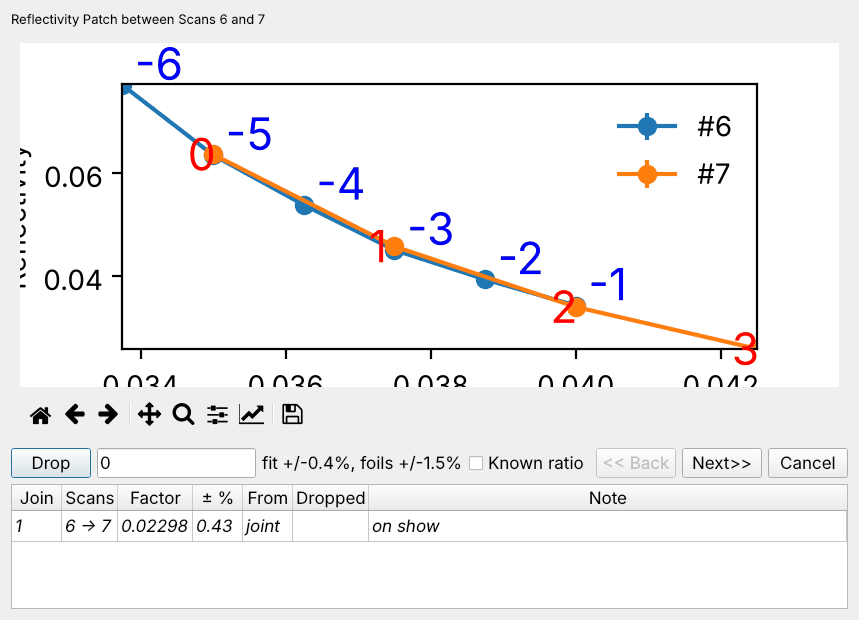 Reflectivity Patch between Scans 6 and 7
-6
-5
-4
-3
-2
-1
0
1
2
3
#6
#7
Reflectivity
0.06
0.04
0.034 0.036 0.038 0.040 0.042
Drop 0 fit +/-0.4%, foils +/-1.5% Known ratio << Back Next>> Cancel
Join Scans Factor ± % From Dropped Note
1 6 → 7 0.02298 0.43 joint on show